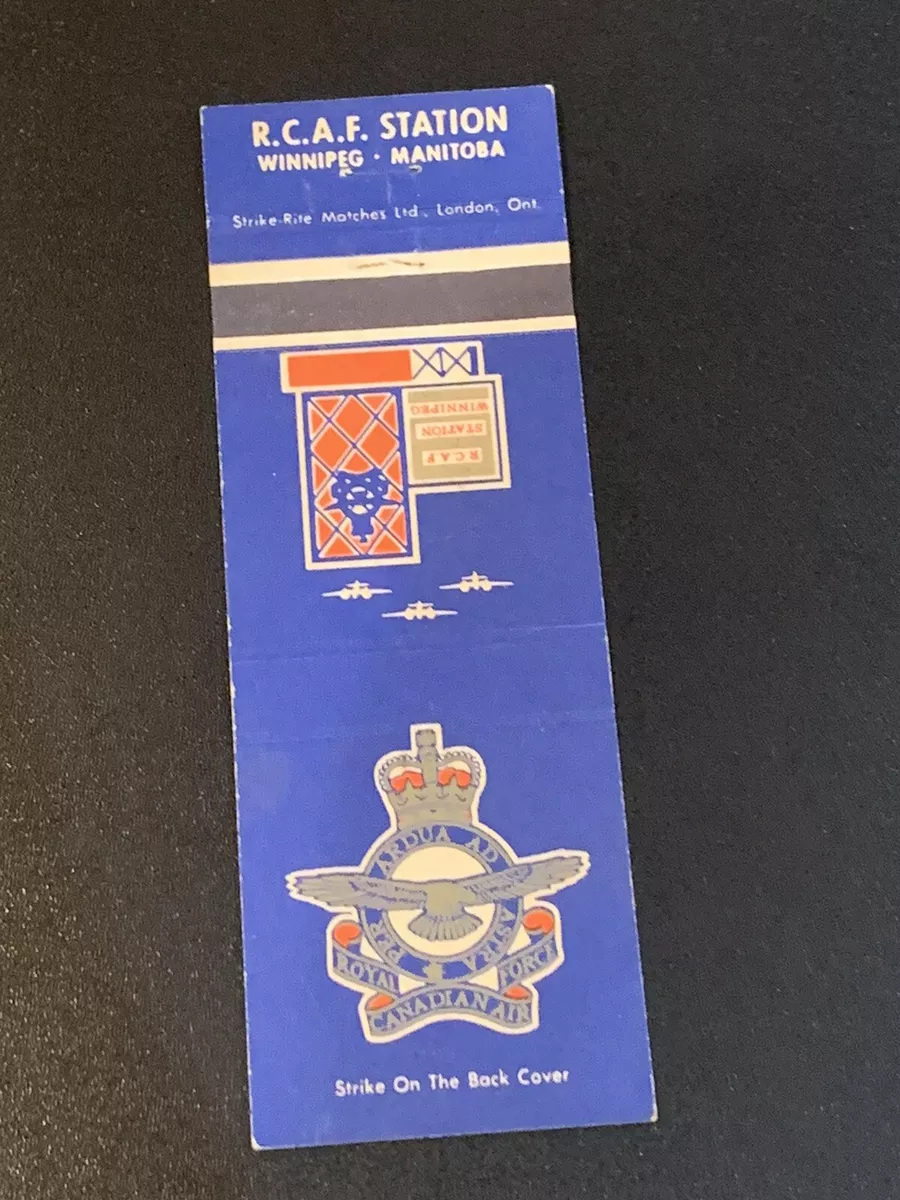 R.C.A.F. STATION
WINNIPEG · MANITOBA
Strike-Rite Matches Ltd., London, Ont.
R.C.A.F
STATION
WINNIPEG
PER ARDUA AD ASTRA
ROYAL CANADIAN AIR FORCE
Strike On The Back Cover